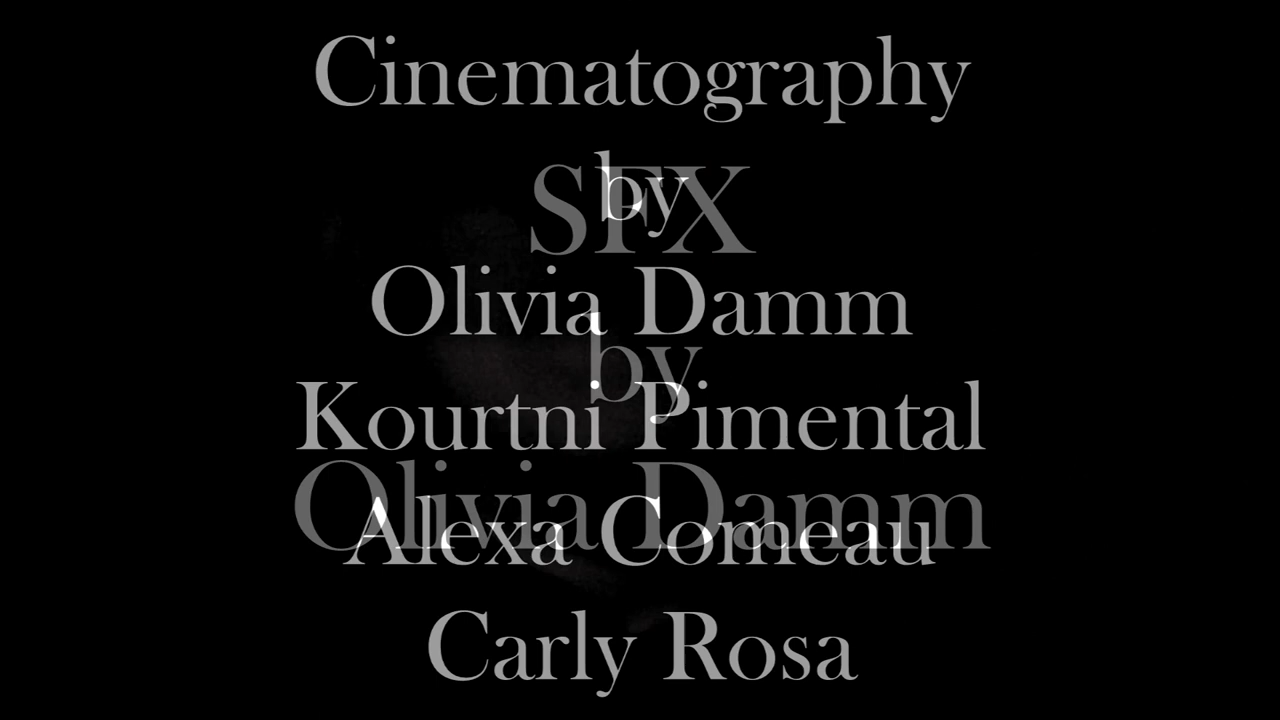 Cinematography
by
SFX
Olivia Damm
by
Kourtni Pimental
Olivia Damm
Alexa Comeau
Carly Rosa